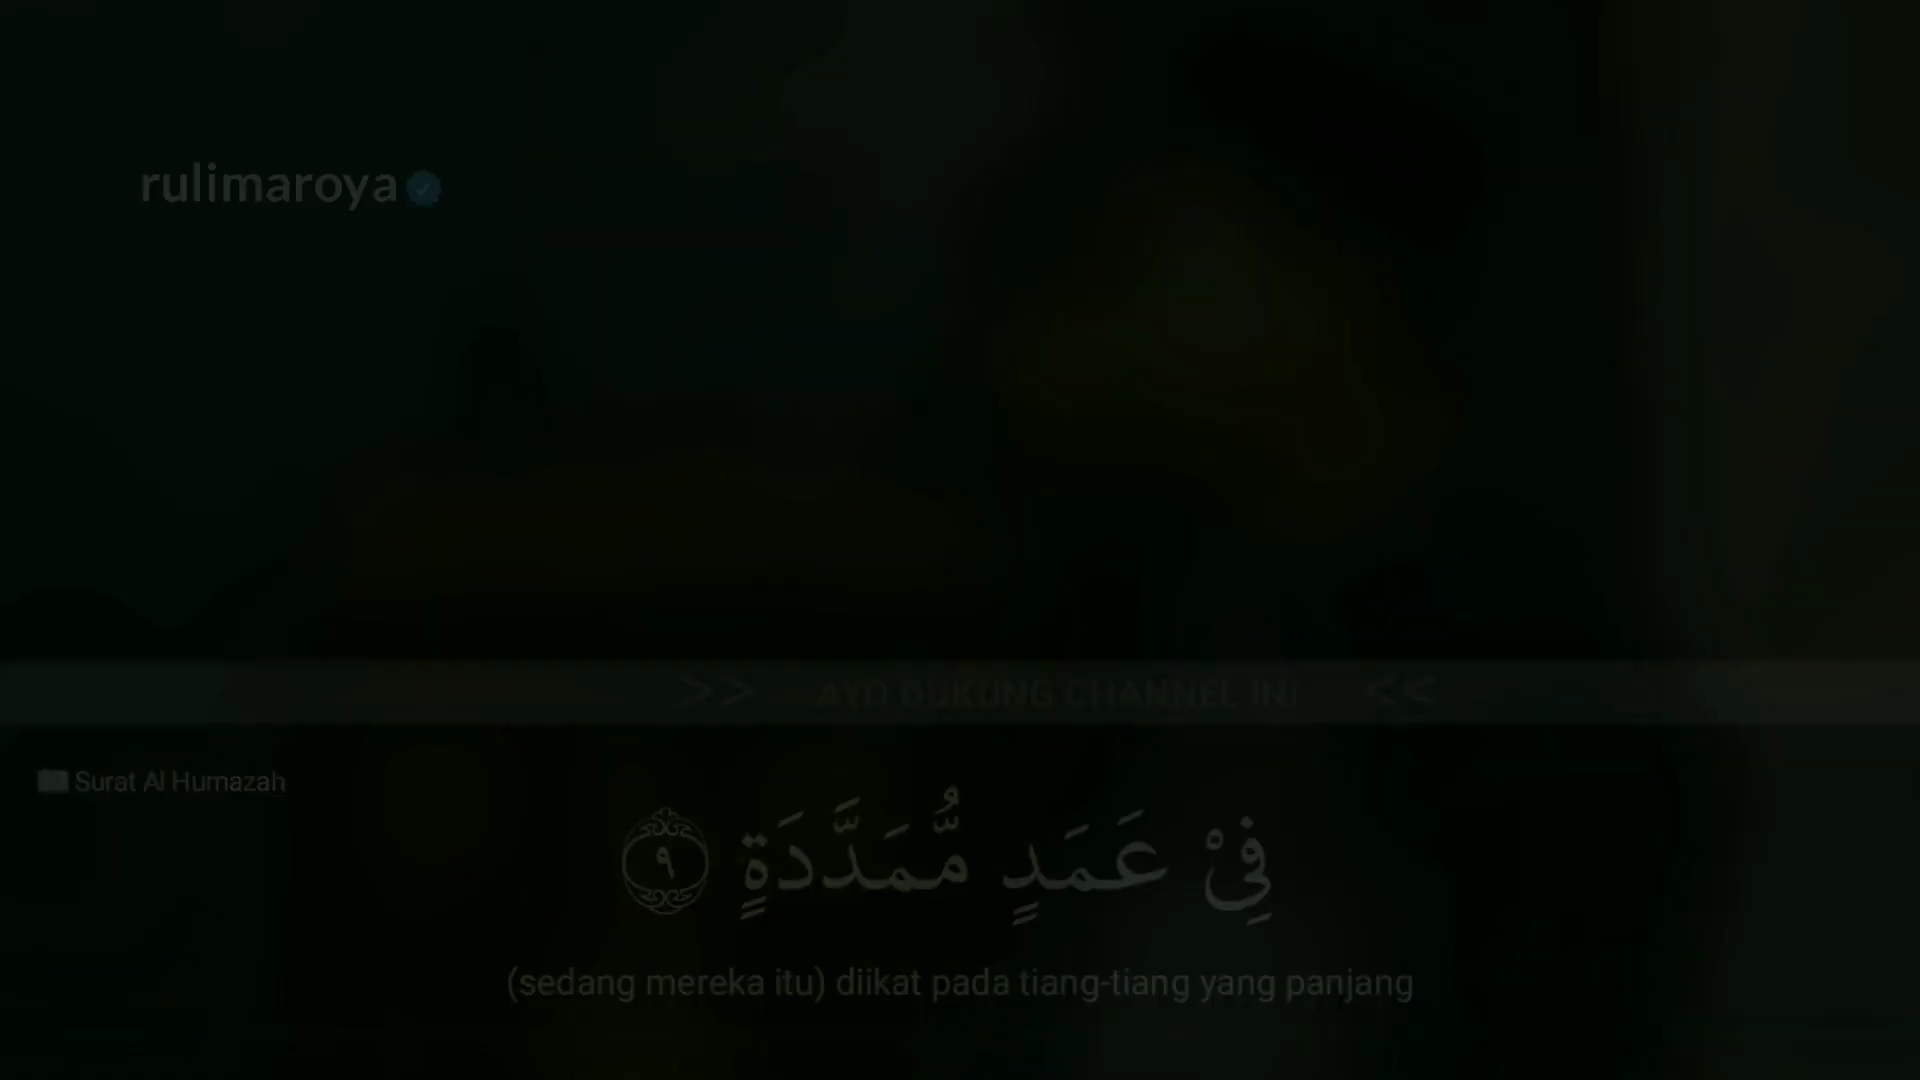 rulimaroya
>> AYO DUKUNG CHANNEL INI <<
Surat Al Humazah
فِيْ عَمَدٍ مُّمَدَّدَةٍ ۩ ٩
(sedang mereka itu) diikat pada tiang-tiang yang panjang